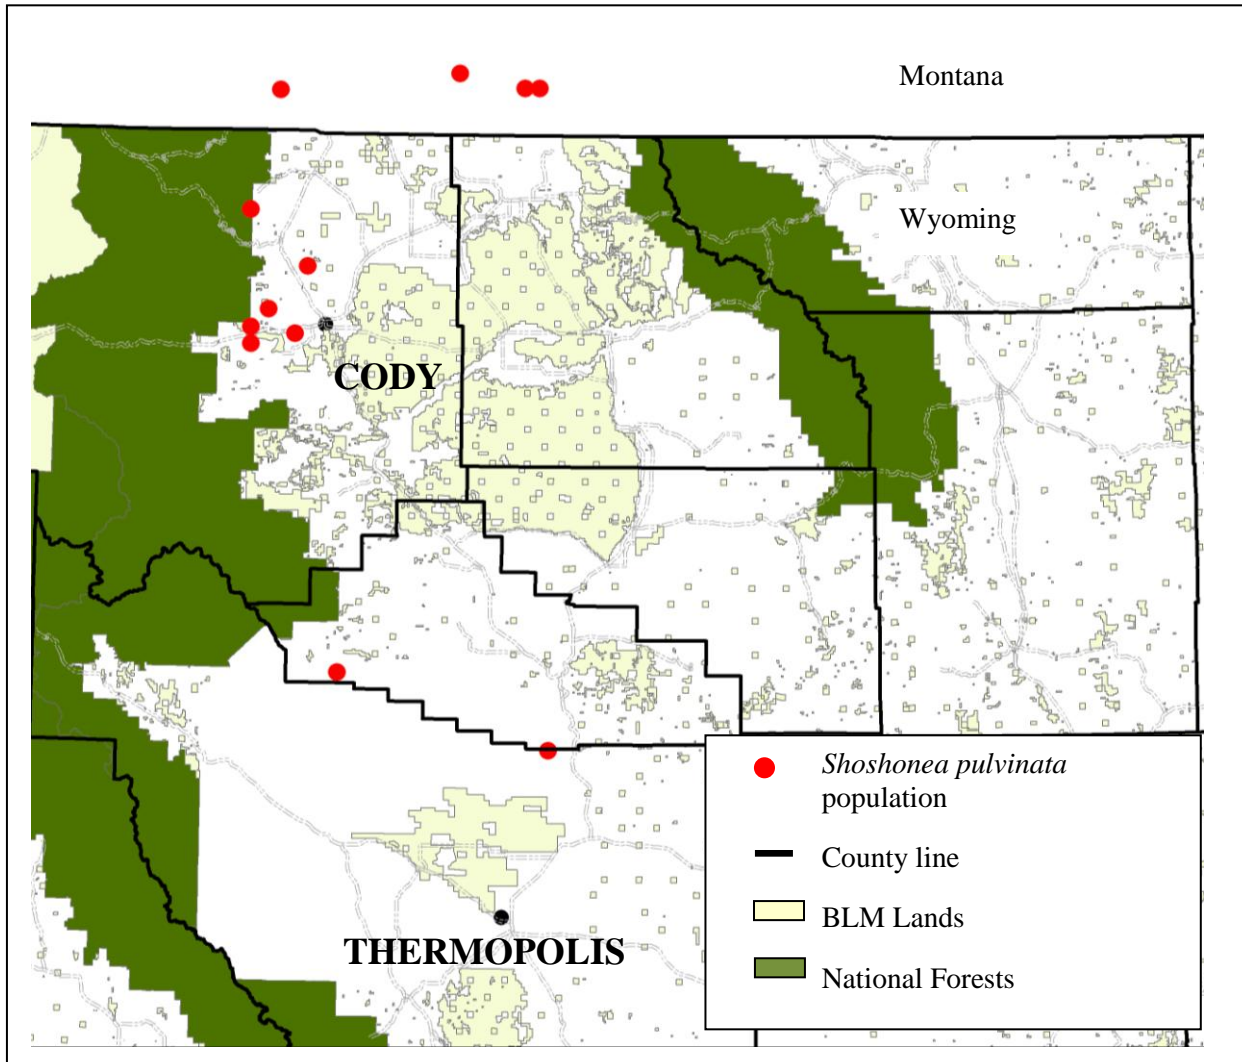 Montana
Wyoming
CODY
THERMOPOLIS
Shoshonea pulvinata
population
County line
BLM Lands
National Forests